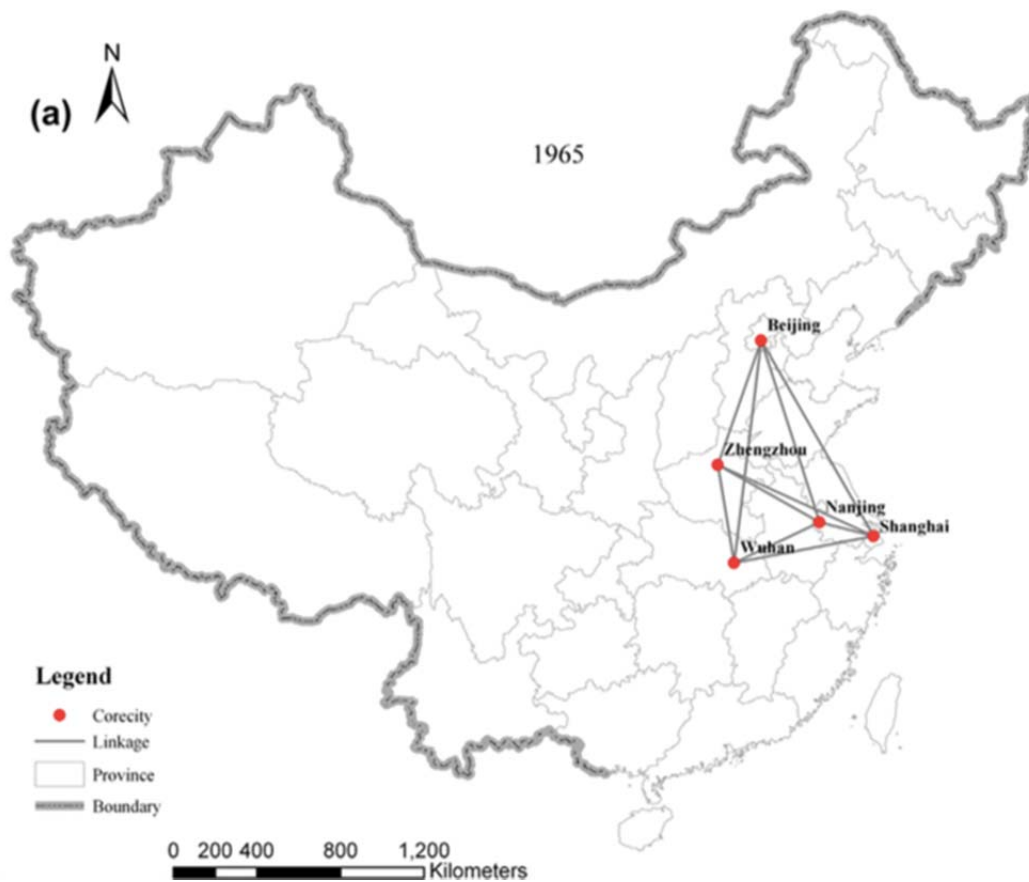 N
(a)
1965
Beijing
Zhengzhou
Nanjing
Shanghai
Wuhan
Legend
Corecity
Linkage
Province
Boundary
0 200 400 800 1,200
Kilometers